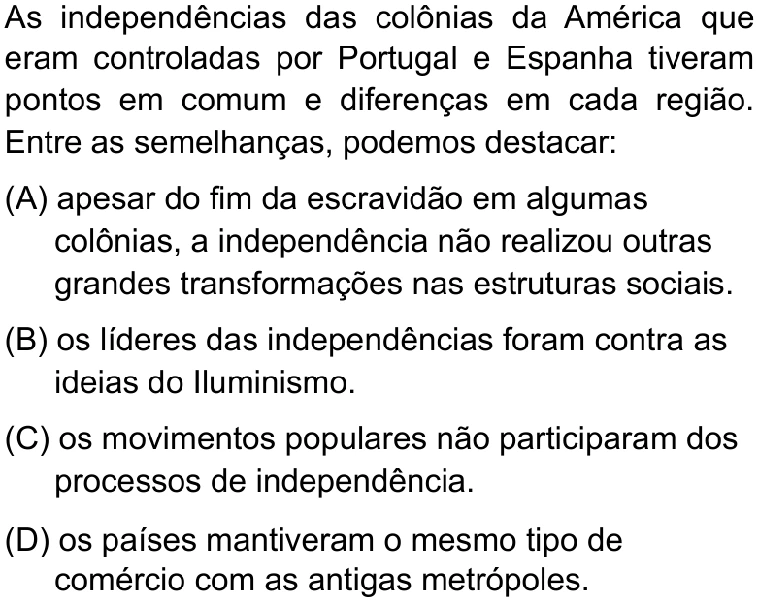 As independências das colônias da América que
eram controladas por Portugal e Espanha tiveram
pontos em comum e diferenças em cada região.
Entre as semelhanças, podemos destacar:
(A) apesar do fim da escravidão em algumas
colônias, a independência não realizou outras
grandes transformações nas estruturas sociais.
(B) os líderes das independências foram contra as
ideias do Iluminismo.
(C) os movimentos populares não participaram dos
processos de independência.
(D) os países mantiveram o mesmo tipo de
comércio com as antigas metrópoles.